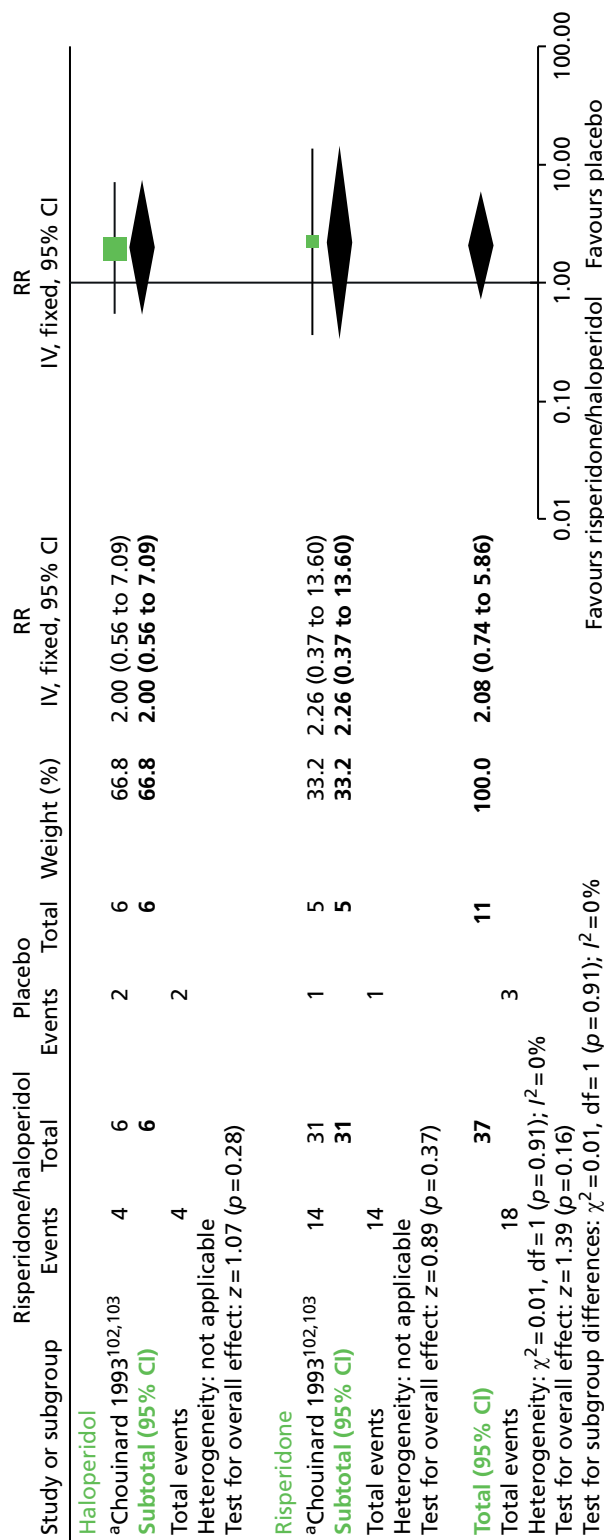 Risperidone/haloperidol Placebo RR RR
Study or subgroup Events Total Events Total Weight (%) IV, fixed, 95% CI IV, fixed, 95% CI
Haloperidol
ᵃChouinard 1993¹⁰²,¹⁰³ 4 6 2 6 66.8 2.00 (0.56 to 7.09)
Subtotal (95% CI) 6 6 66.8 2.00 (0.56 to 7.09)
Total events 4 2
Heterogeneity: not applicable
Test for overall effect: z=1.07 (p=0.28)
Risperidone
ᵃChouinard 1993¹⁰²,¹⁰³ 14 31 1 5 33.2 2.26 (0.37 to 13.60)
Subtotal (95% CI) 31 5 33.2 2.26 (0.37 to 13.60)
Total events 14 1
Heterogeneity: not applicable
Test for overall effect: z=0.89 (p=0.37)
Total (95% CI) 37 11 100.0 2.08 (0.74 to 5.86)
Total events 18 3
Heterogeneity: χ²=0.01, df=1 (p=0.91); I²=0%
Test for overall effect: z=1.39 (p=0.16)
Test for subgroup differences: χ²=0.01, df=1 (p=0.91); I²=0%
0.01 0.10 1.00 10.00 100.00
Favours risperidone/haloperidol Favours placebo